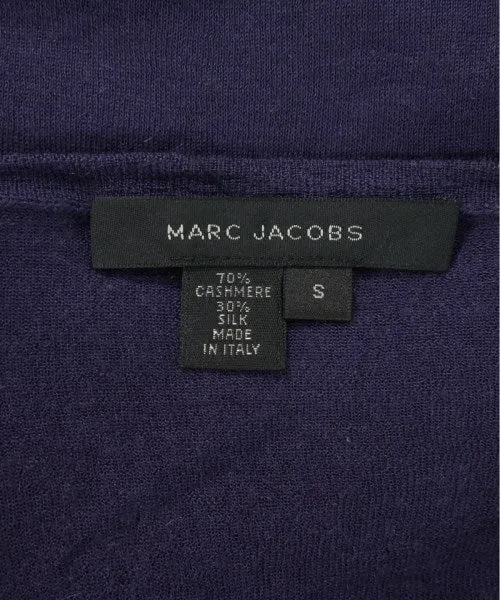 MARC JACOBS
70%
CASHMERE
30%
SILK
MADE
IN ITALY
S